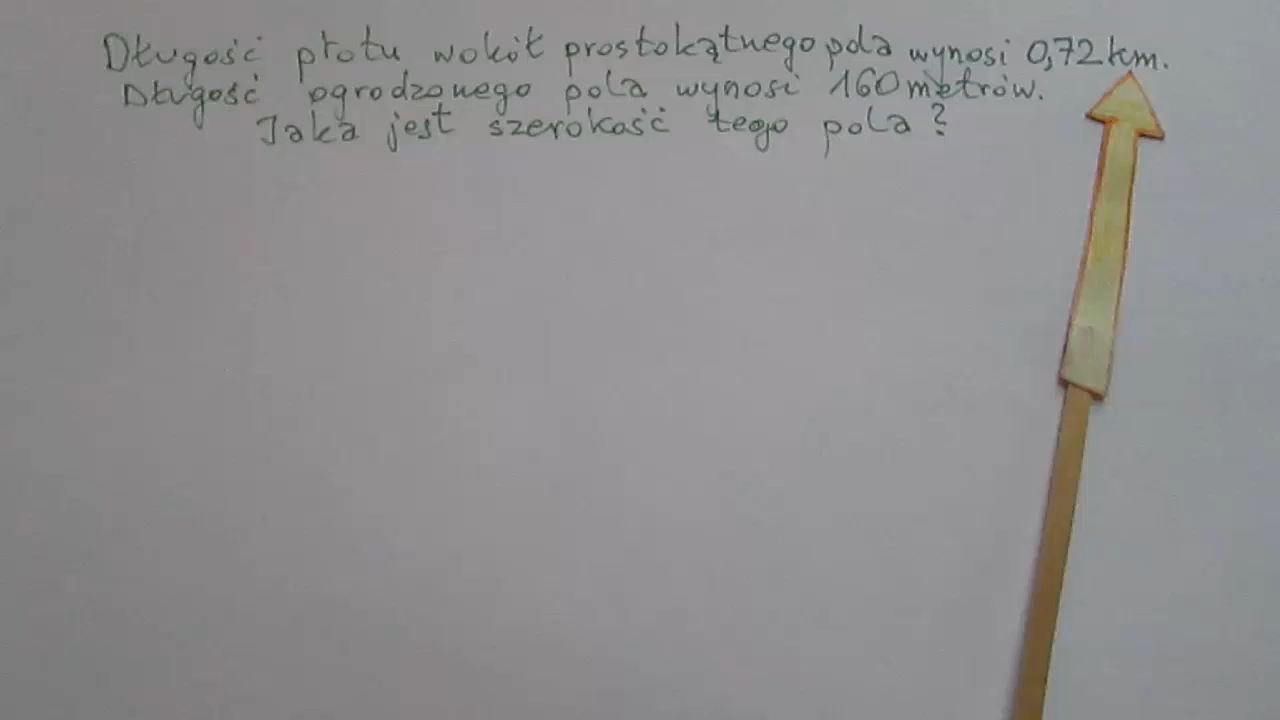 Długość płotu wokół prostokątnego pola wynosi 0,72 km.
Długość ogrodzonego pola wynosi 160 metrów.
Jaka jest szerokość tego pola?